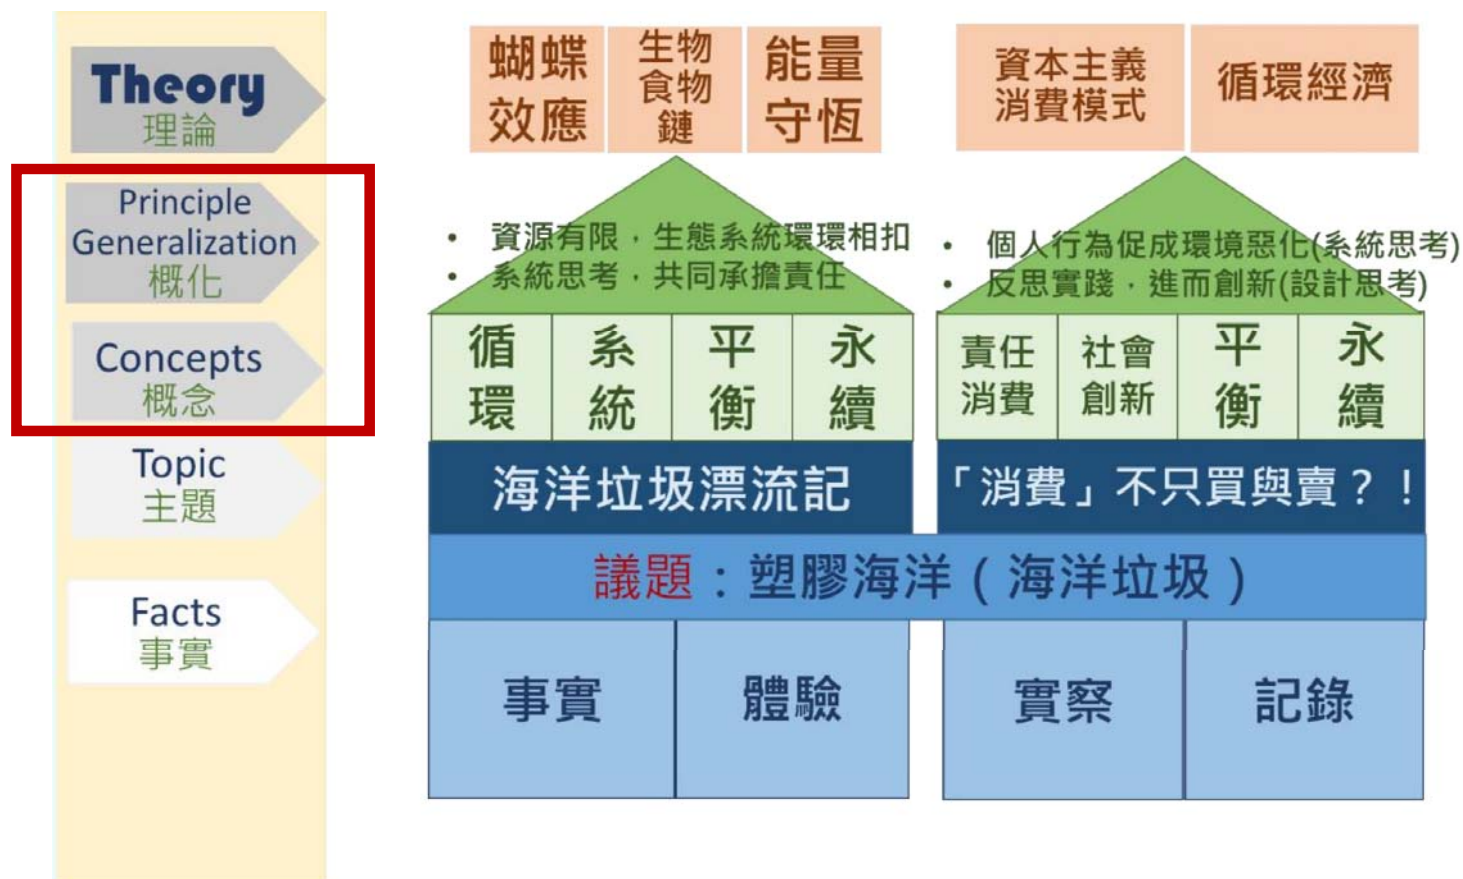 Theory
理論
Principle
Generalization
概化
Concepts
概念
Topic
主題
Facts
事實
蝴蝶
效應
生物
食物
鏈
能量
守恆
資本主義
消費模式
循環經濟
• 資源有限，生態系統環環相扣
• 系統思考，共同承擔責任
• 個人行為促成環境惡化(系統思考)
• 反思實踐，進而創新(設計思考)
循
環
系
統
平
衡
永
續
責任
消費
社會
創新
平
衡
永
續
海洋垃圾漂流記
「消費」不只買與賣？！
議題：塑膠海洋（海洋垃圾）
事實
體驗
實察
記錄